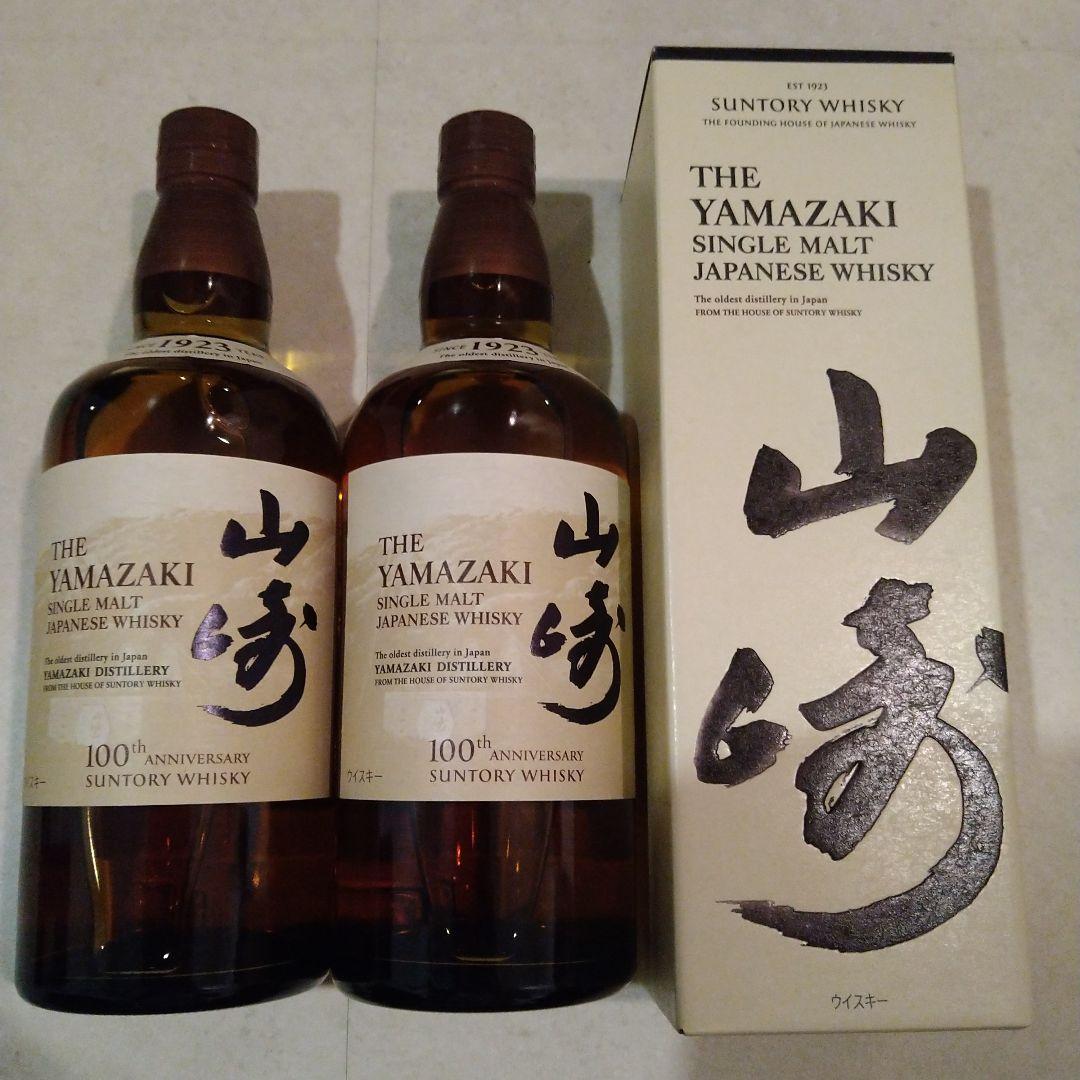 SINCE 1923
The oldest distillery in Japan
THE
YAMAZAKI
SINGLE MALT
JAPANESE WHISKY
The oldest distillery in Japan
YAMAZAKI DISTILLERY
FROM THE HOUSE OF SUNTORY WHISKY
山崎
100th ANNIVERSARY
SUNTORY WHISKY
ウイスキー
SINCE 1923
The oldest distillery in Japan
THE
YAMAZAKI
SINGLE MALT
JAPANESE WHISKY
The oldest distillery in Japan
YAMAZAKI DISTILLERY
FROM THE HOUSE OF SUNTORY WHISKY
山崎
100th ANNIVERSARY
SUNTORY WHISKY
ウイスキー
EST 1923
SUNTORY WHISKY
THE FOUNDING HOUSE OF JAPANESE WHISKY
THE
YAMAZAKI
SINGLE MALT
JAPANESE WHISKY
The oldest distillery in Japan
FROM THE HOUSE OF SUNTORY WHISKY
山崎
ウイスキー